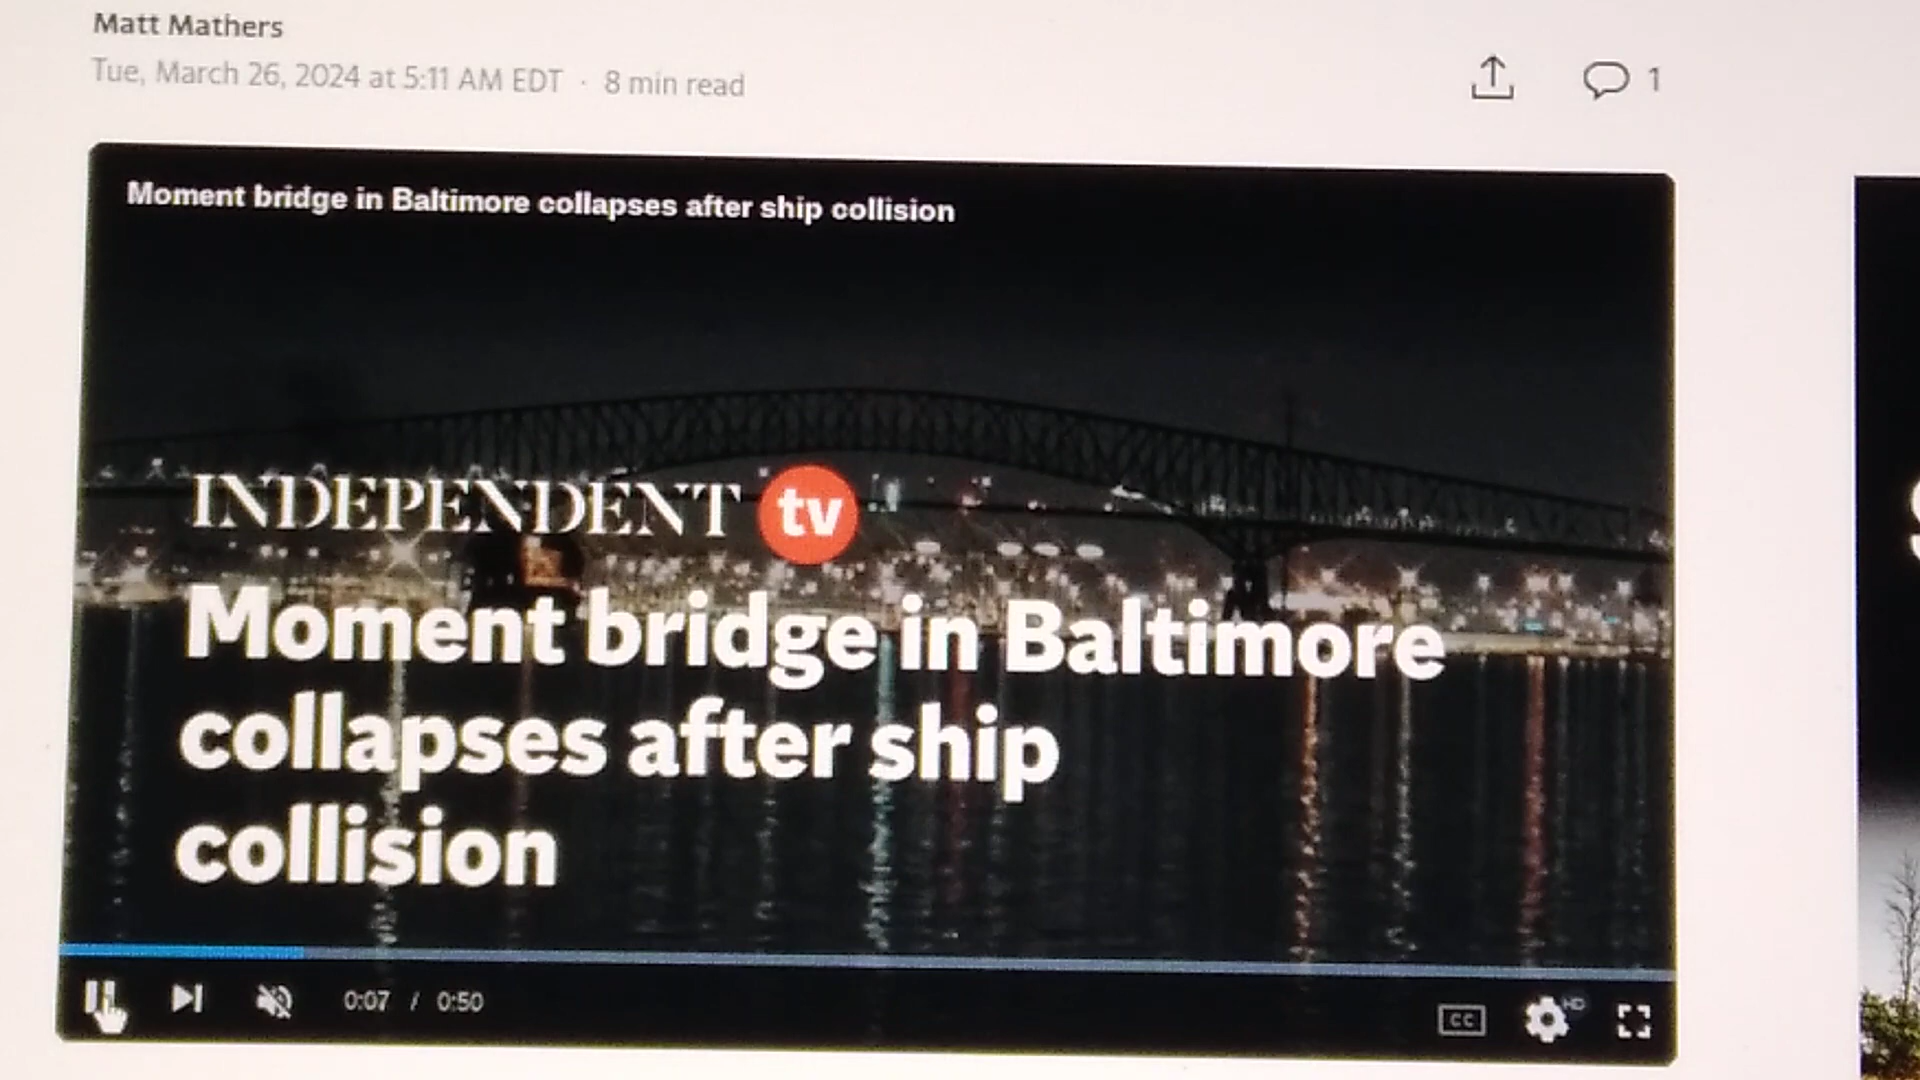 Matt Mathers
Tue, March 26, 2024 at 5:11 AM EDT · 8 min read
1
Moment bridge in Baltimore collapses after ship collision
INDEPENDENT tv
Moment bridge in Baltimore
collapses after ship
collision
0:07 / 0:50
CC
HD